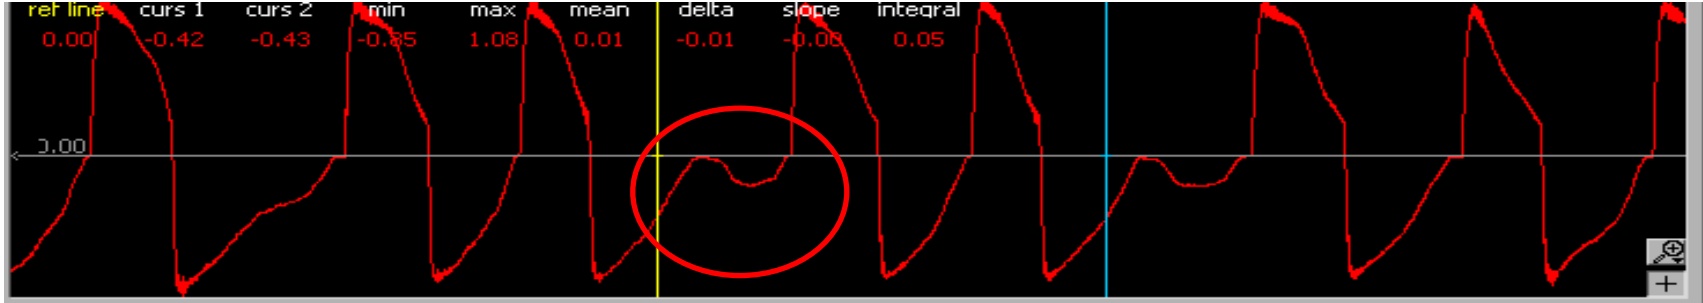 ref line curs 1 curs 2 min max mean delta slope integral
0.00 -0.42 -0.43 -0.85 1.08 0.01 -0.01 -0.00 0.05
0.00